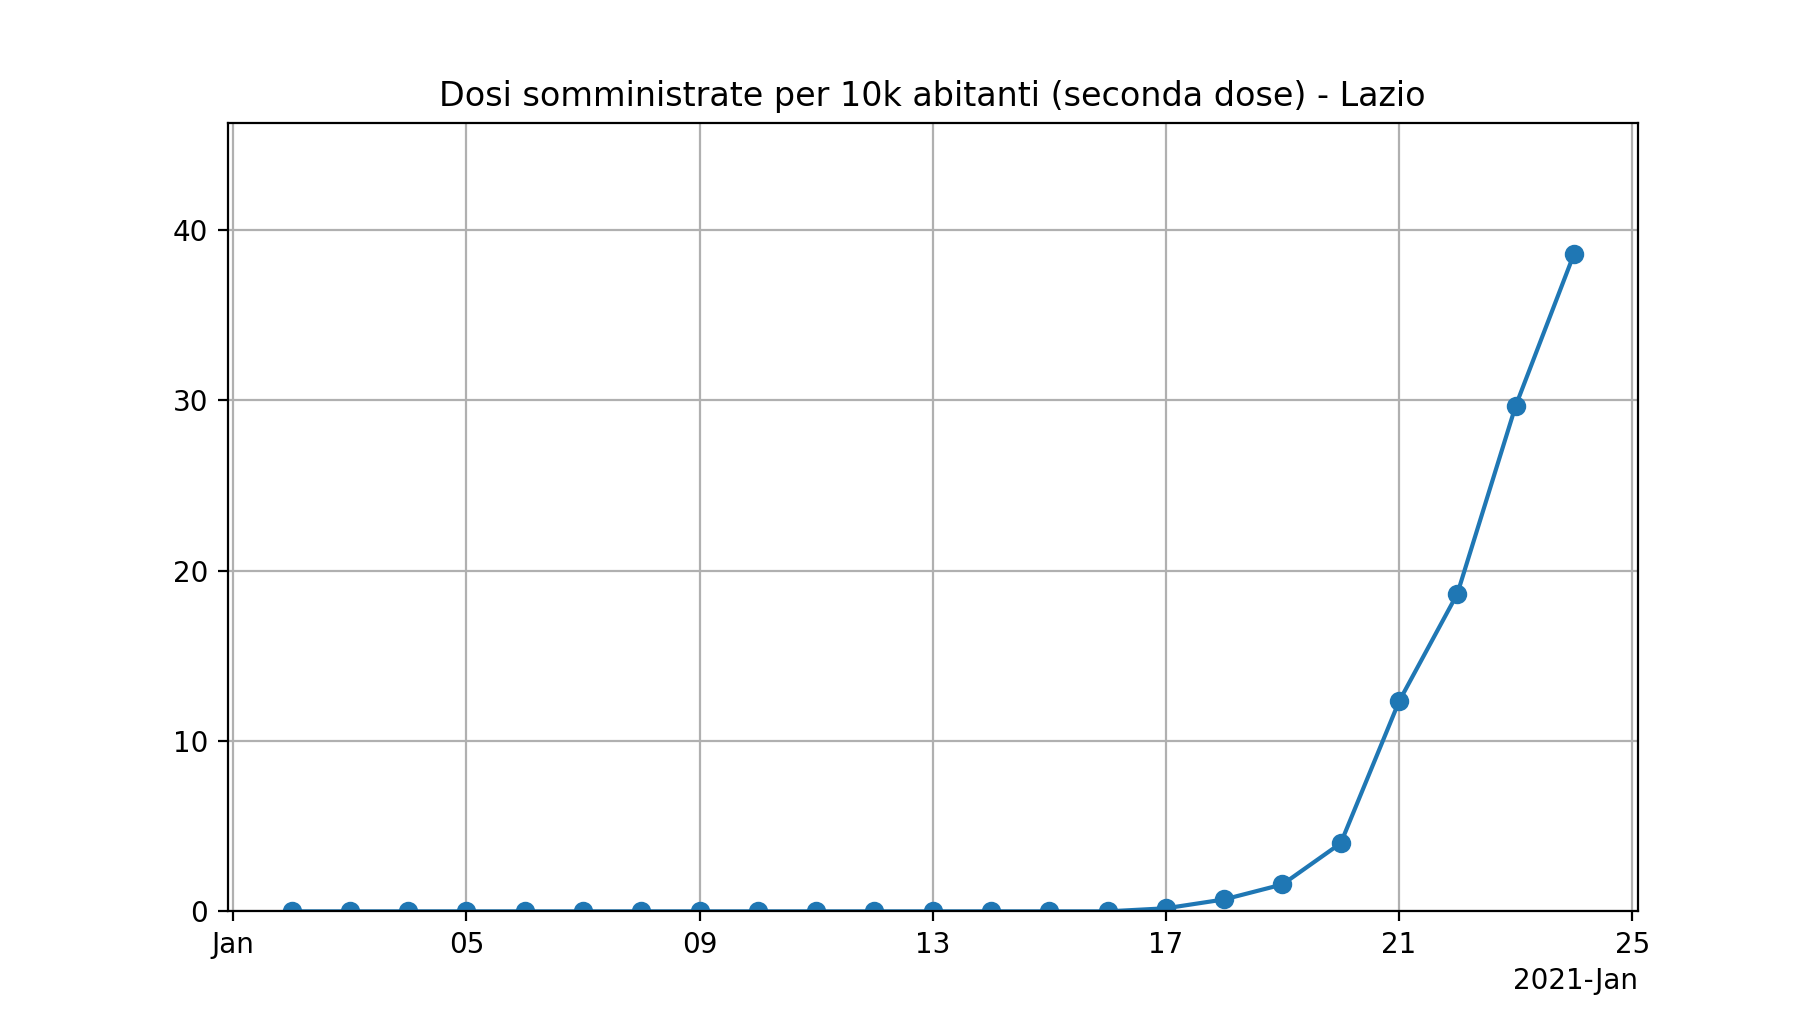 Dosi somministrate per 10k abitanti (seconda dose) - Lazio
40
30
20
10
0
Jan 05 09 13 17 21 25
2021-Jan